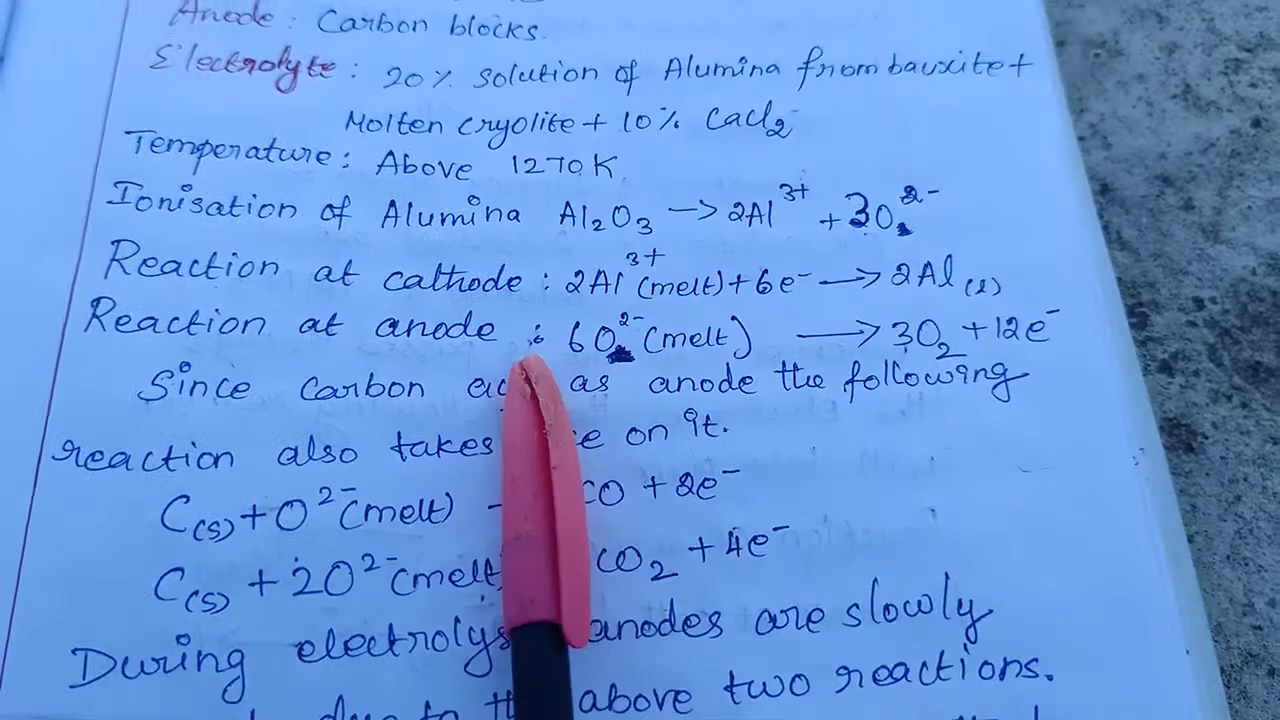 Anode : Carbon blocks.
Electrolyte : 20% solution of Alumina from bauxite +
Molten cryolite + 10% CaCl₂
Temperature : Above 1270 K.
Ionisation of Alumina Al₂O₃ → 2Al³⁺ + 3O²⁻
Reaction at cathode : 2Al³⁺ (melt) + 6e⁻ → 2Al (l)
Reaction at anode : 6O²⁻ (melt) → 3O₂ + 12e⁻
Since carbon as anode the following
reaction also takes on it.
C(s) + O²⁻ (melt) CO + 2e⁻
C(s) + 2O²⁻ (melt) CO₂ + 4e⁻
During anodes are slowly
above two reactions.